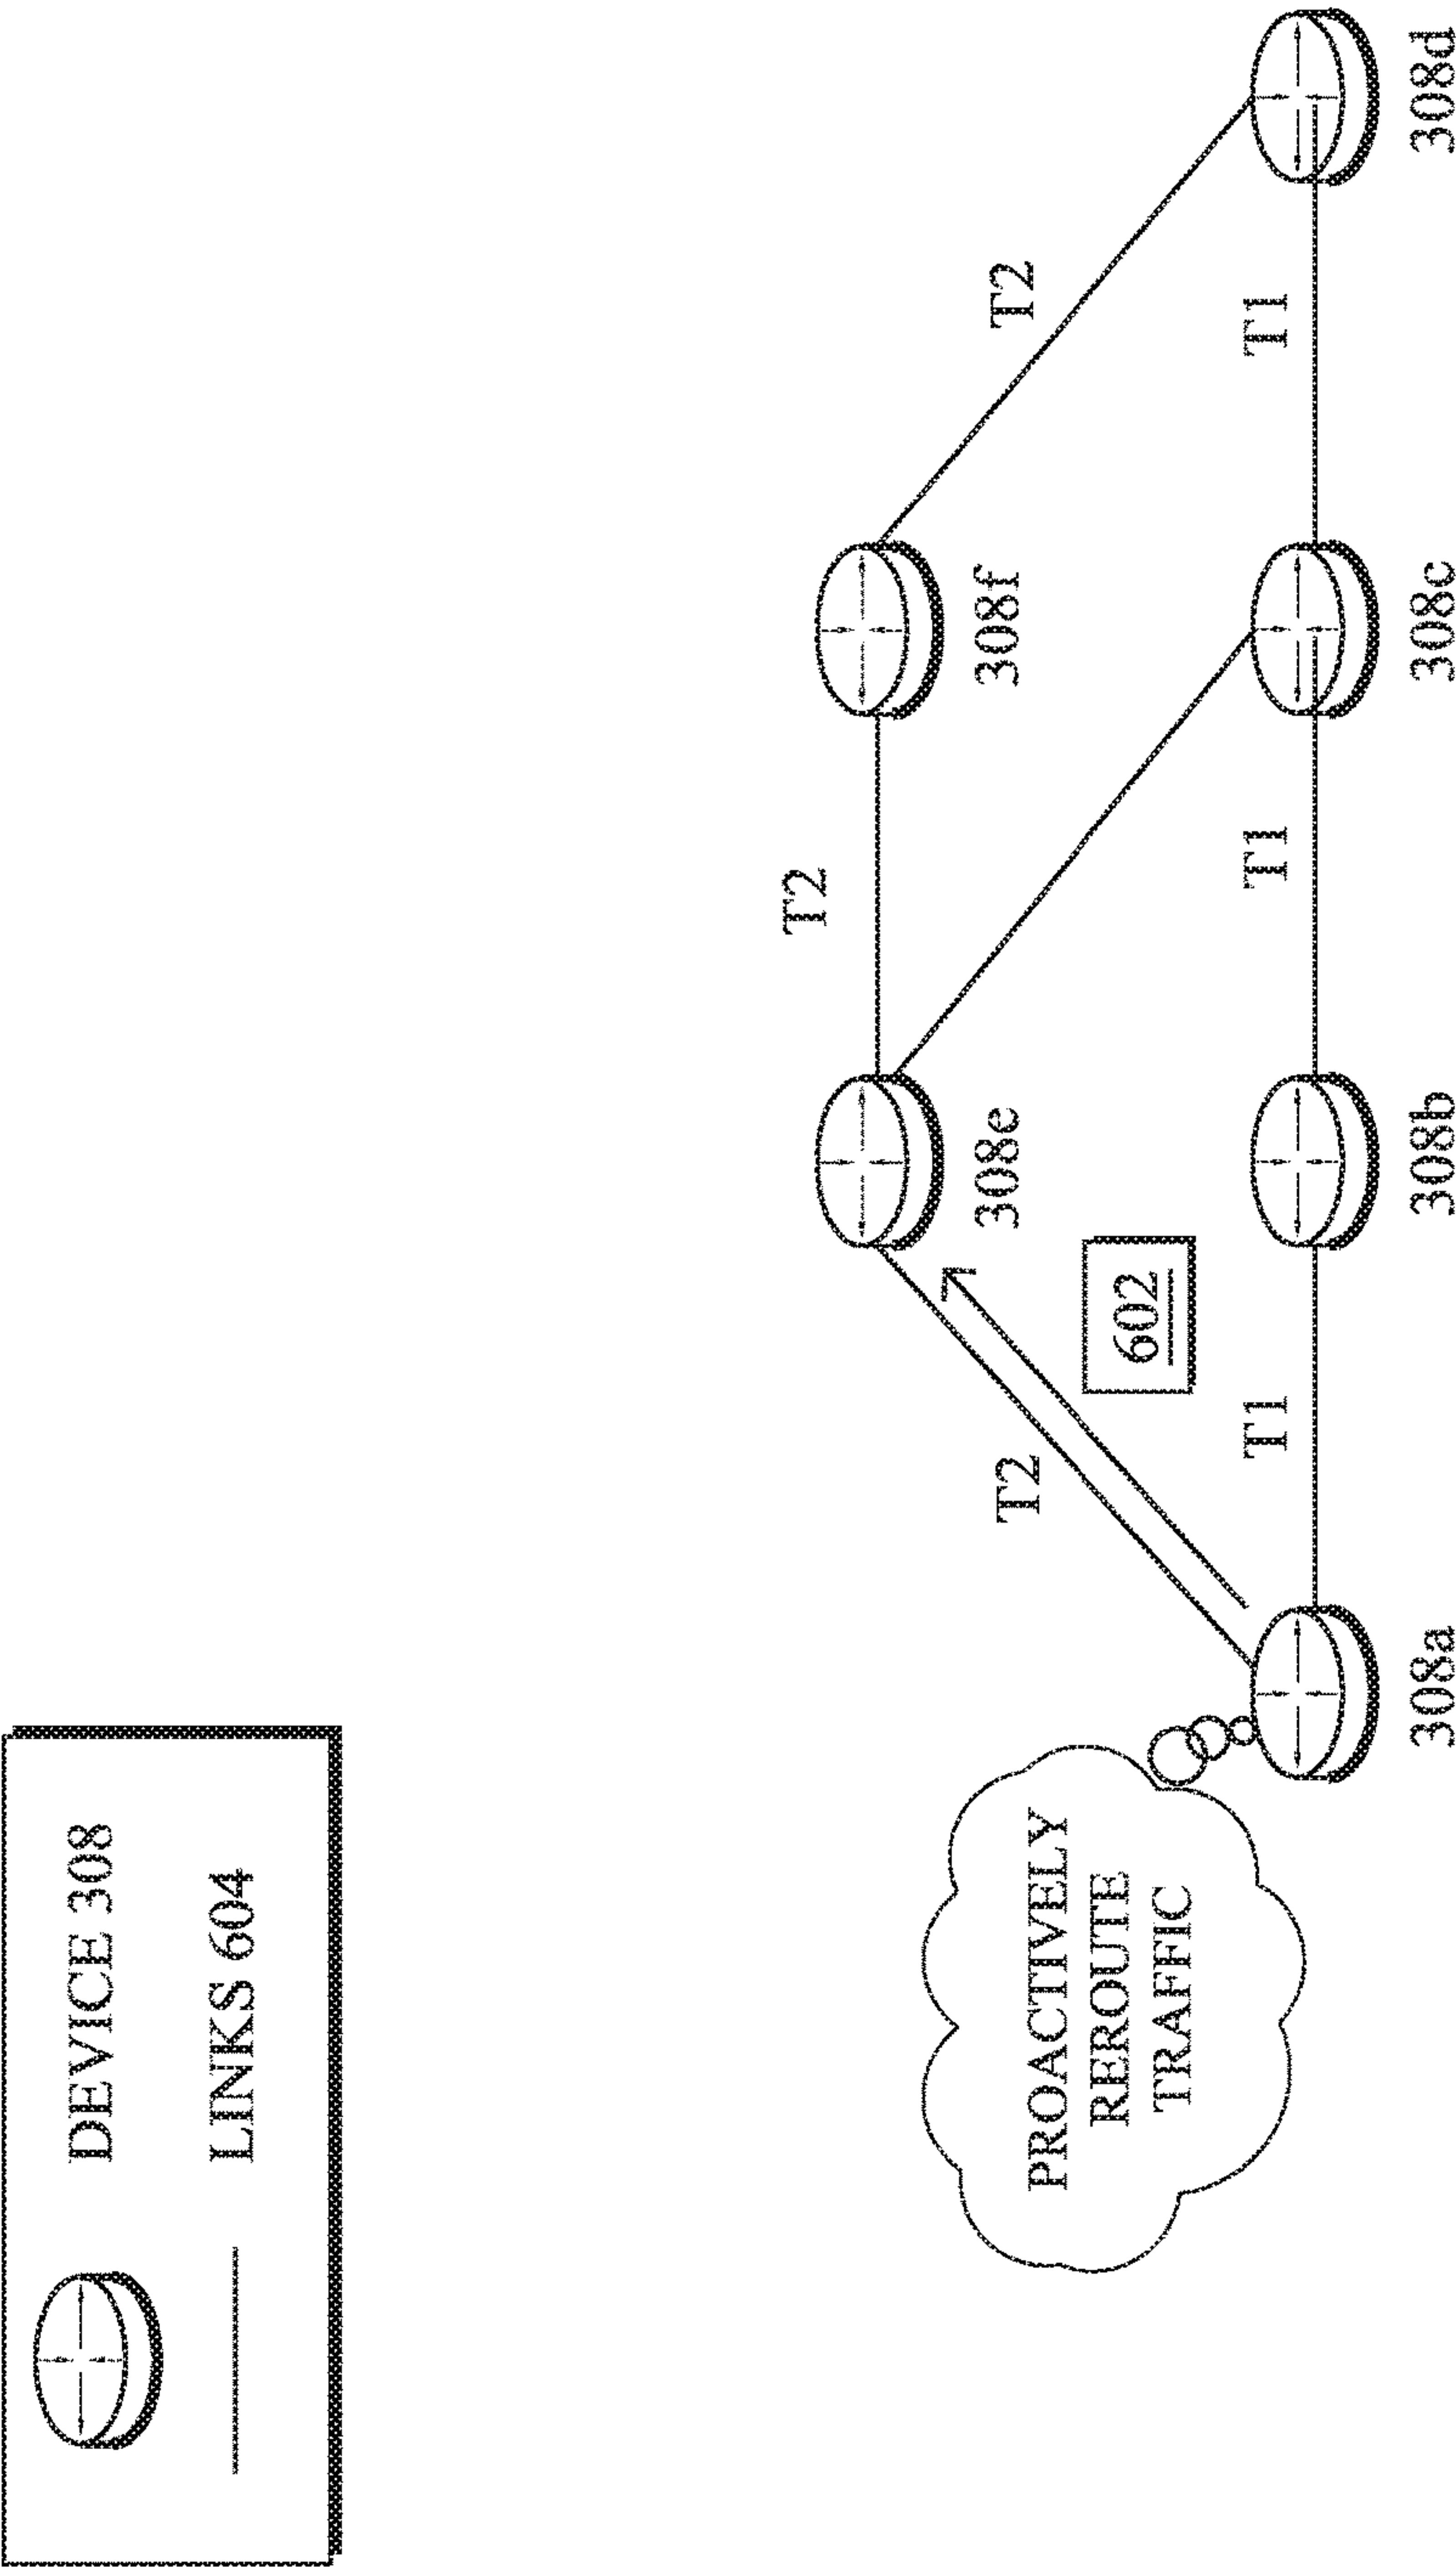 DEVICE 308
LINKS 604
T2
308e
308f
T2
T2
PROACTIVELY
REROUTE
TRAFFIC
602
T1
T1
T1
308a
308b
308c
308d